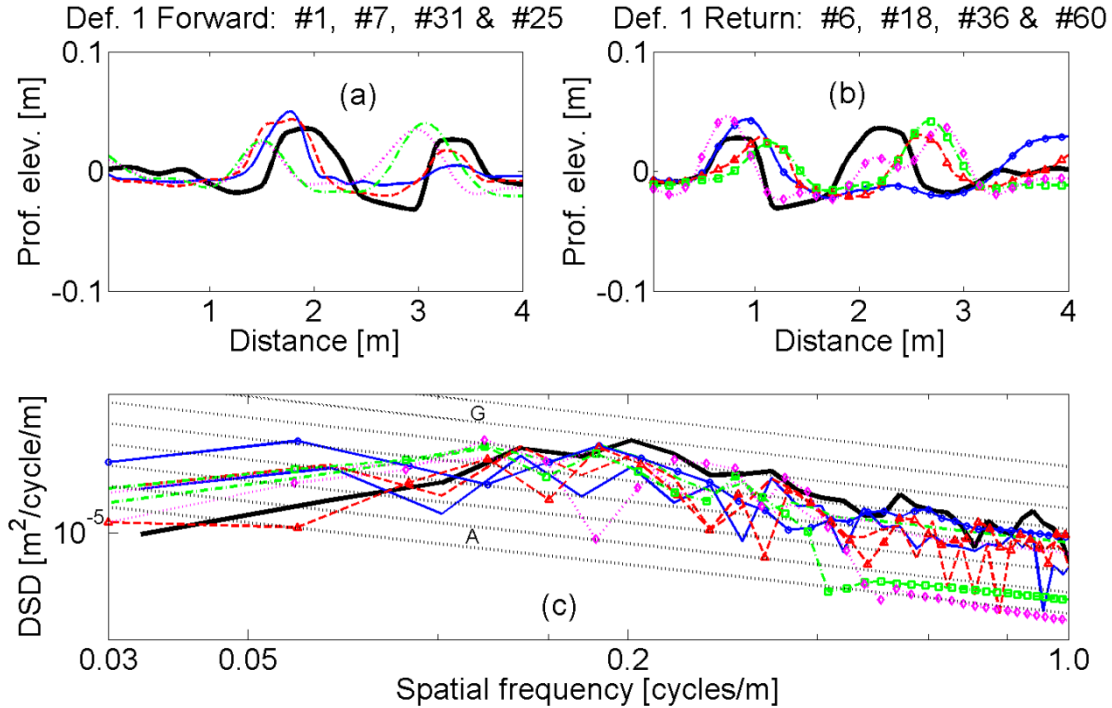 Def. 1 Forward: #1, #7, #31 & #25
Def. 1 Return: #6, #18, #36 & #60
0.1
(a)
Prof. elev. [m]
0
-0.1
1
2
3
4
Distance [m]
0.1
(b)
Prof. elev. [m]
0
-0.1
1
2
3
4
Distance [m]
G
DSD [m²/cycle/m]
10⁻⁵
A
(c)
0.03
0.05
0.2
1.0
Spatial frequency [cycles/m]